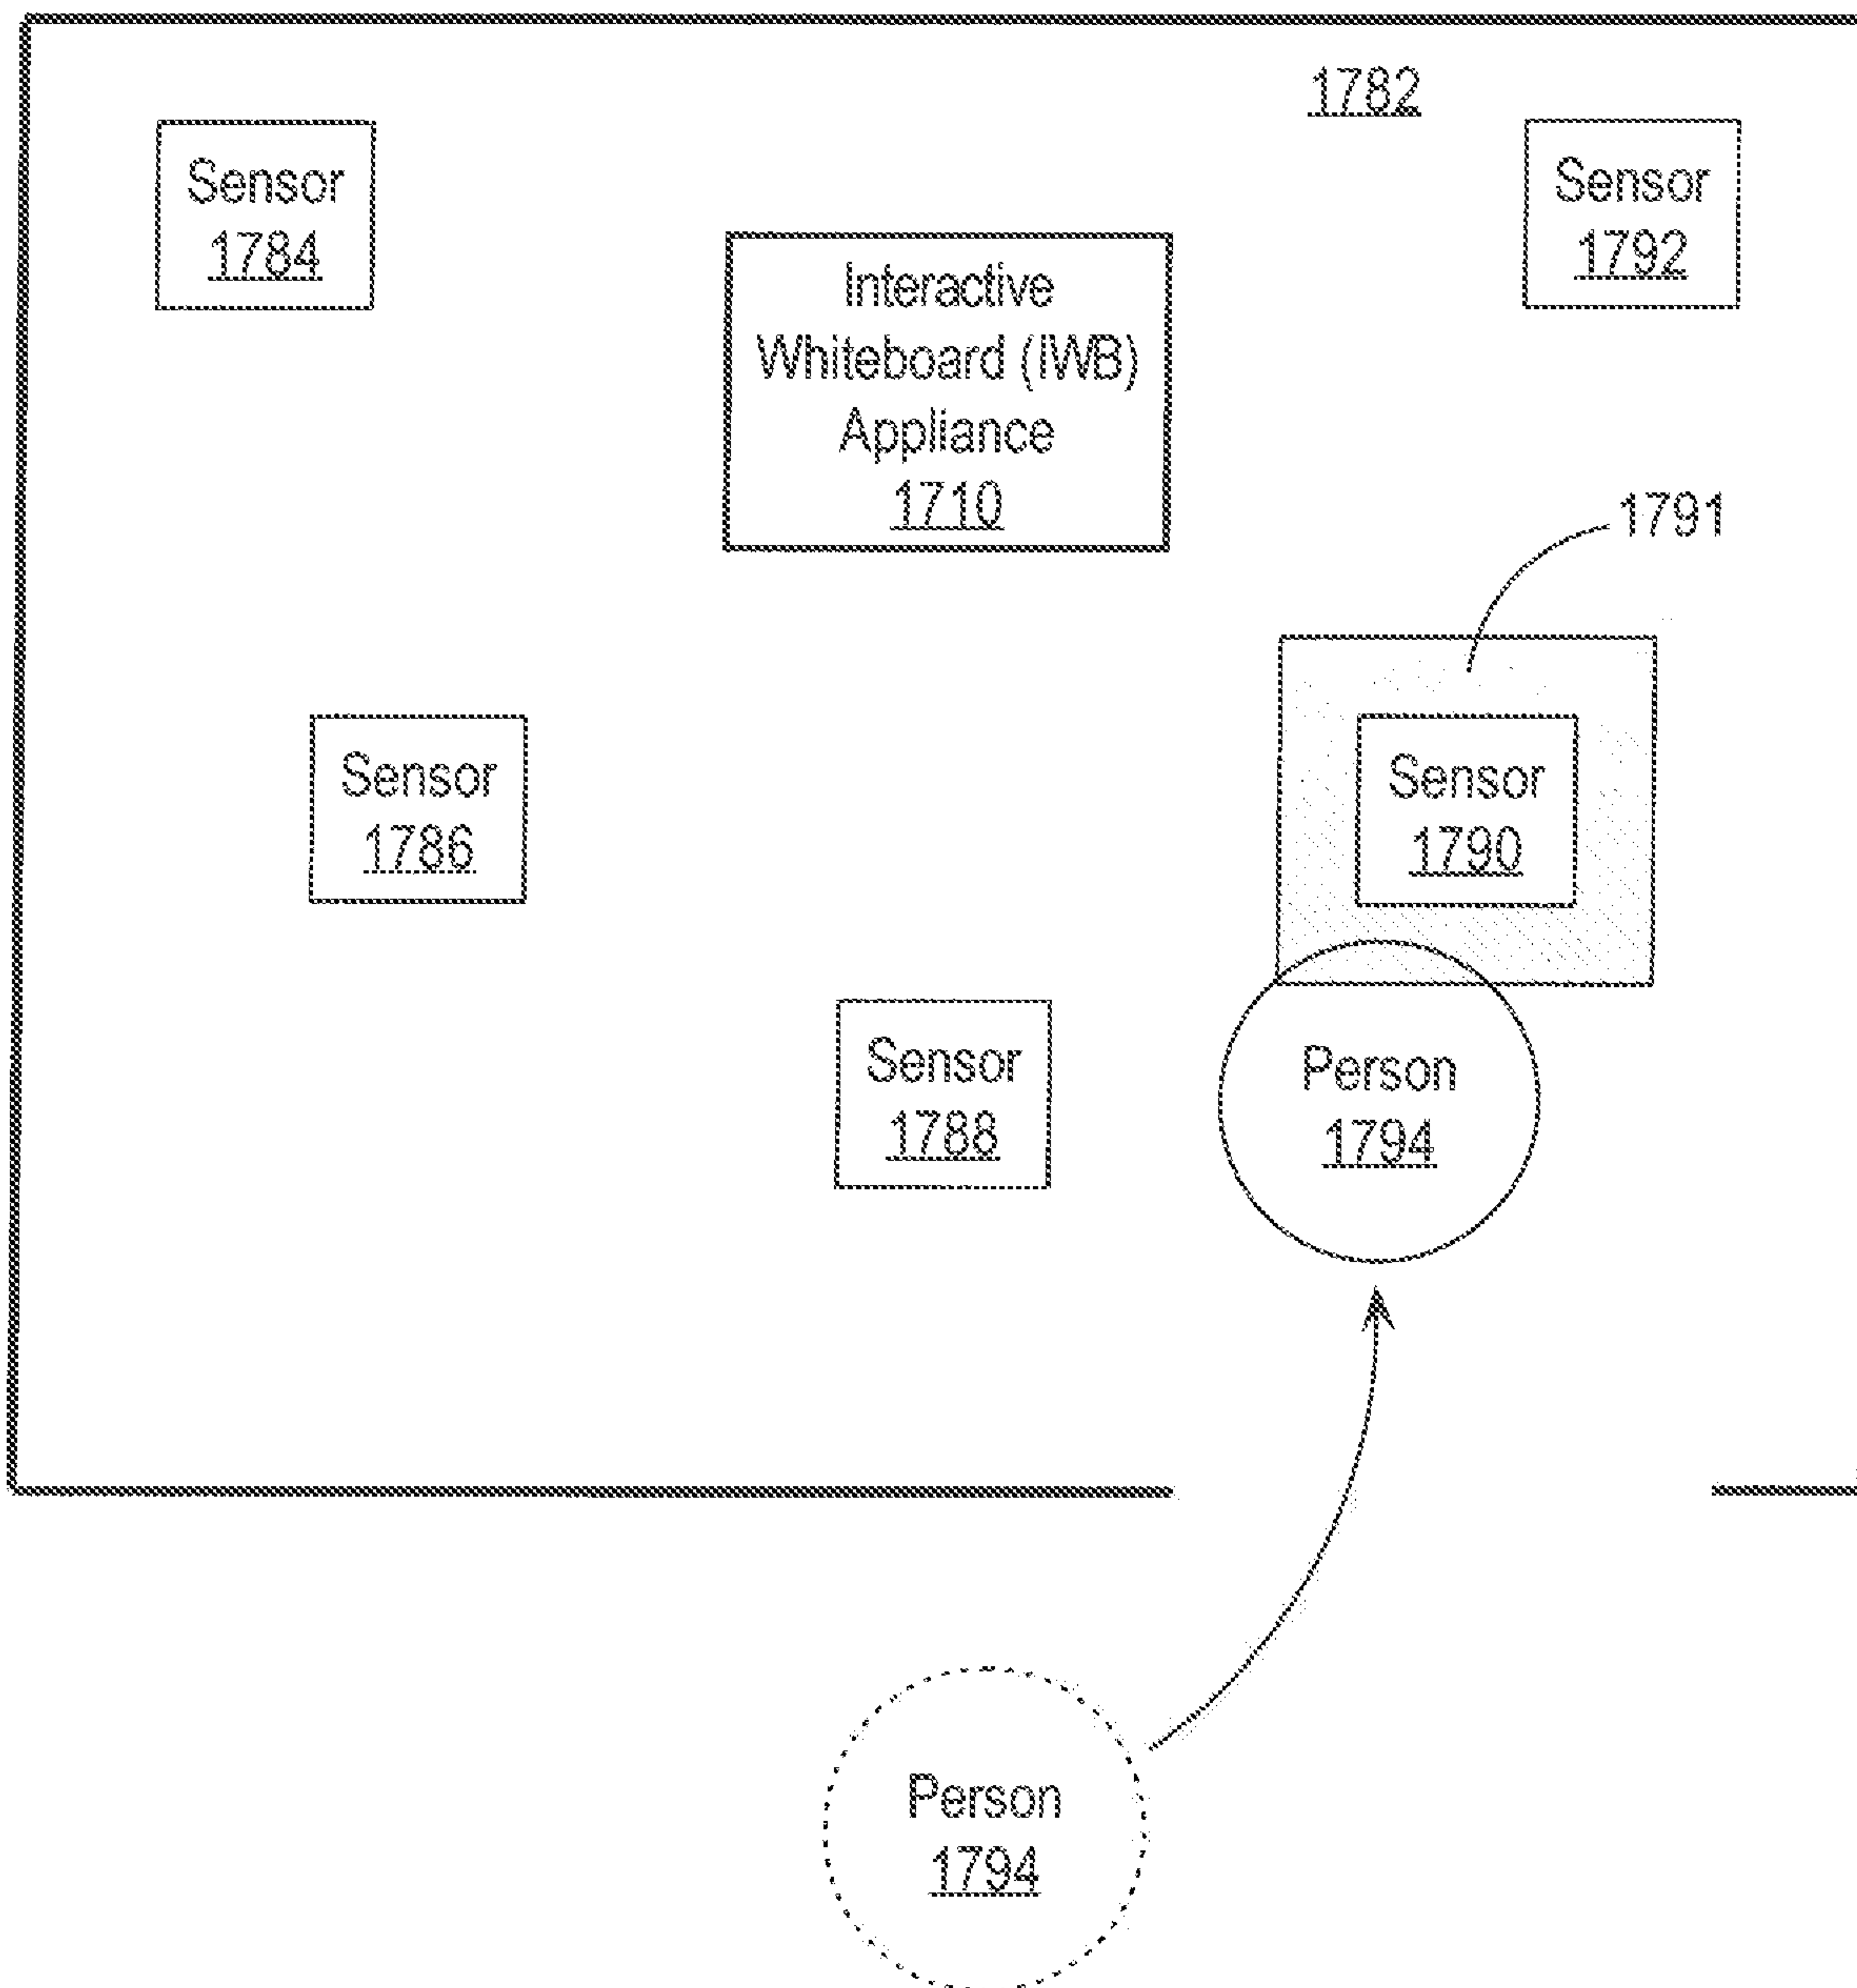 1782
Sensor
1784
Sensor
1792
Interactive
Whiteboard (IWB)
Appliance
1710
1791
Sensor
1786
Sensor
1790
Sensor
1788
Person
1794
Person
1794